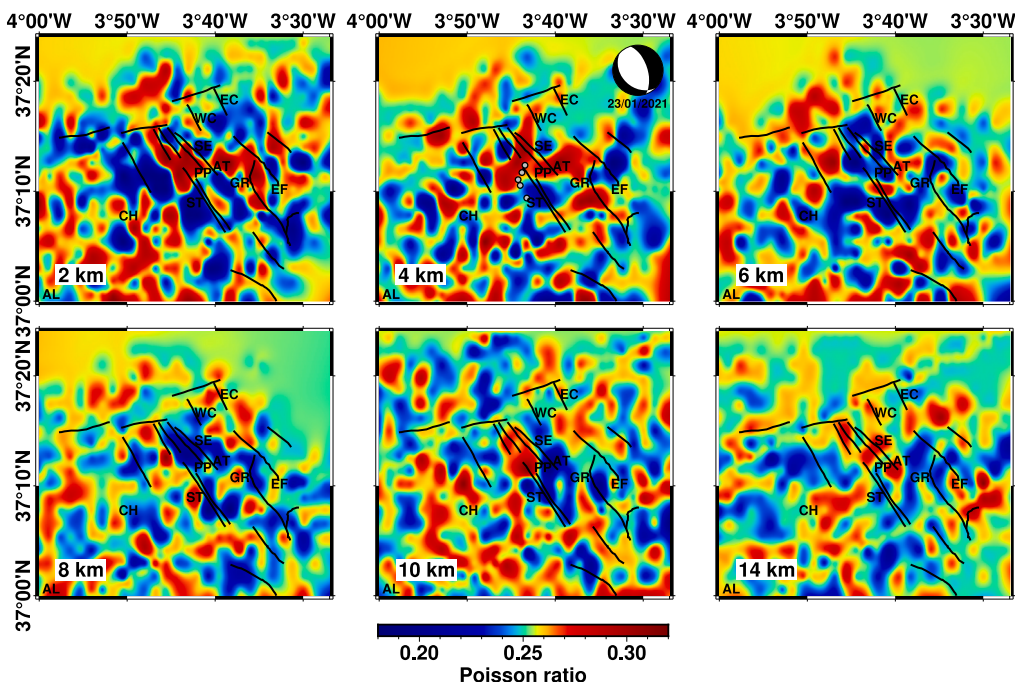 4°00'W 3°50'W 3°40'W 3°30'W 4°00'W 3°50'W 3°40'W 3°30'W 4°00'W 3°50'W 3°40'W 3°30'W
37°20'N
37°10'N
37°00'N
EC
WC
SE
PP
AT
GR
EF
ST
CH
2 km
AL
23/01/2021
EC
WC
SE
PP
AT
GR
EF
ST
CH
4 km
EC
WC
SE
PP
AT
GR
EF
ST
CH
6 km
AL
37°20'N
37°10'N
37°00'N
EC
WC
SE
PP
AT
GR
EF
ST
CH
8 km
AL
EC
WC
SE
PP
AT
GR
EF
ST
CH
10 km
AL
EC
WC
SE
PP
AT
GR
EF
ST
CH
14 km
AL
0.20 0.25 0.30
Poisson ratio